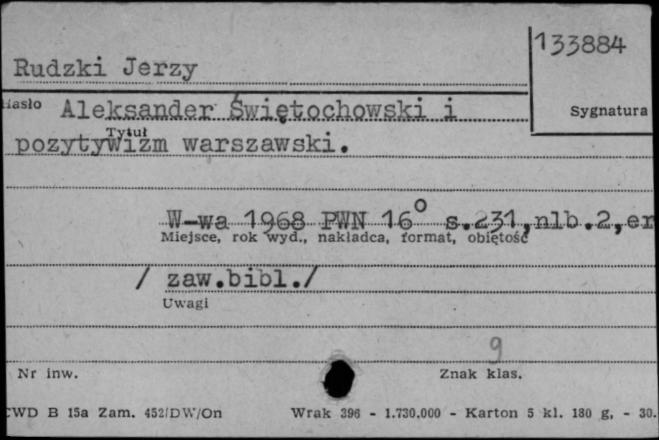 133884
Rudzki Jerzy
Hasło Aleksander Świętochowski i
Sygnatura
Tytuł
pozytywizm warszawski.
W-wa 1968 PWN 16° s.231,nlb.2,er
Miejsce, rok wyd., nakładca, format, objętość
/ zaw.bibl./
Uwagi
9
Nr inw. Znak klas.
CWD B 15a Zam. 452/DW/On Wrak 396 - 1.730.000 - Karton 5 kl. 180 g, - 30.